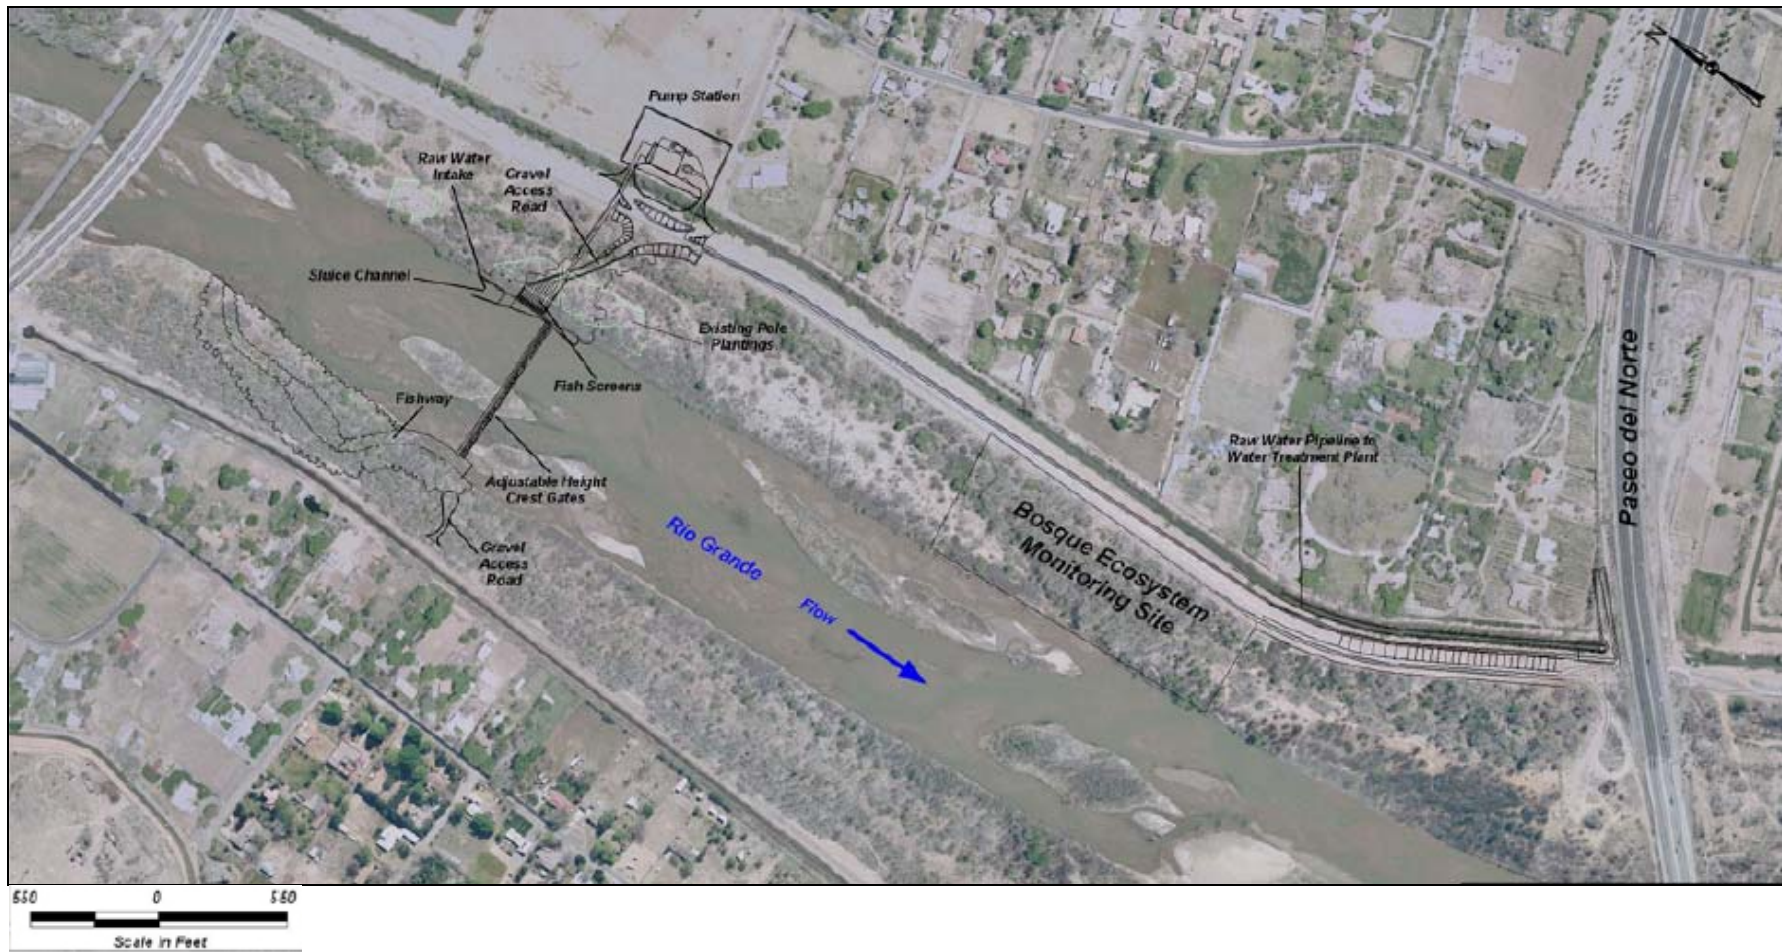 N
Pump Station
Raw Water
Intake
Gravel
Access
Road
Sluice Channel
Existing Pole
Plantings
Fish Screens
Fishway
Adjustable Height
Crest Gates
Gravel
Access
Road
Rio Grande
Flow
Bosque Ecosystem
Monitoring Site
Raw Water Pipeline to
Water Treatment Plant
Paseo del Norte
550 0 550
Scale in Feet